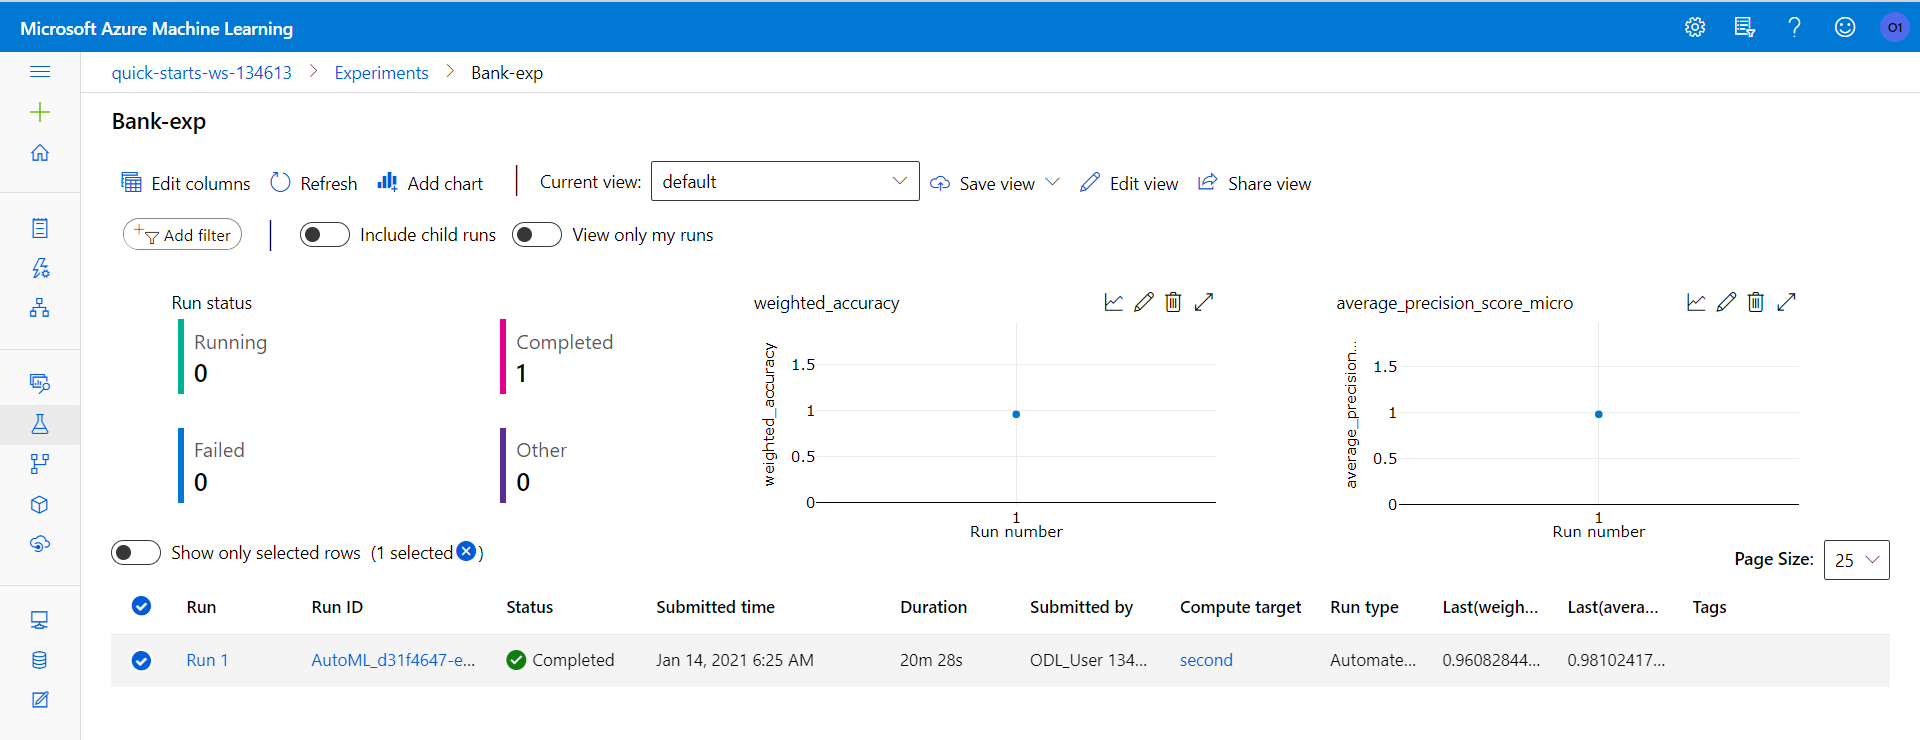 Microsoft Azure Machine Learning
O1
quick-starts-ws-134613 > Experiments > Bank-exp
Bank-exp
Edit columns Refresh Add chart Current view: default Save view Edit view Share view
Add filter Include child runs View only my runs
Run status
Running
0
Completed
1
Failed
0
Other
0
weighted_accuracy
weighted_accuracy
1.5
1
0.5
0
1
Run number
average_precision_score_micro
average_precision...
1.5
1
0.5
0
1
Run number
Show only selected rows (1 selected )
Page Size: 25
Run Run ID Status Submitted time Duration Submitted by Compute target Run type Last(weigh... Last(avera... Tags
Run 1 AutoML_d31f4647-e... Completed Jan 14, 2021 6:25 AM 20m 28s ODL_User 134... second Automate... 0.96082844... 0.98102417...